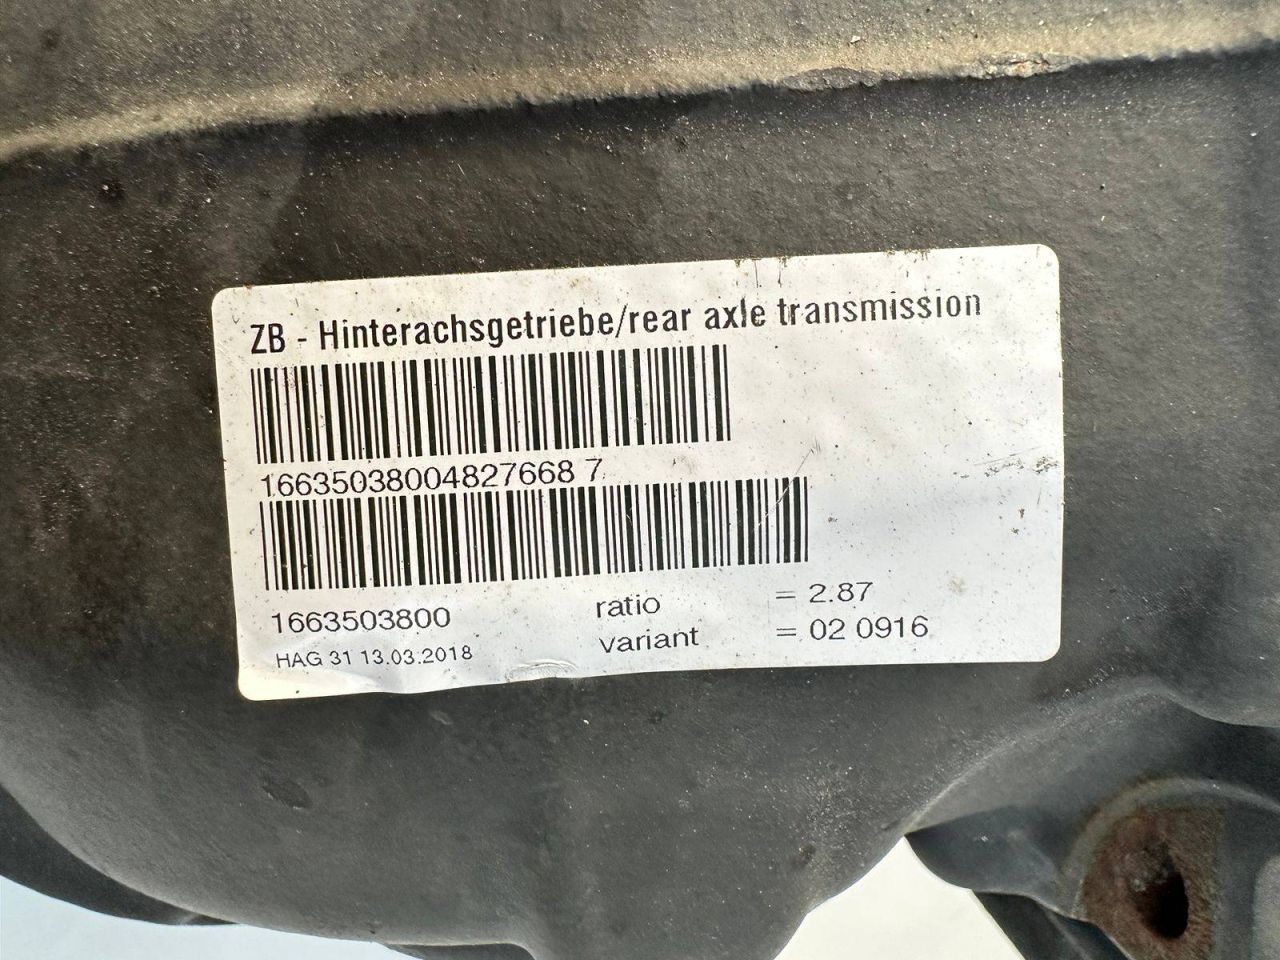 ZB - Hinterachsgetriebe/rear axle transmission
16635038004827668 7
1663503800 ratio = 2.87
HAG 31 13.03.2018 variant = 02 0916